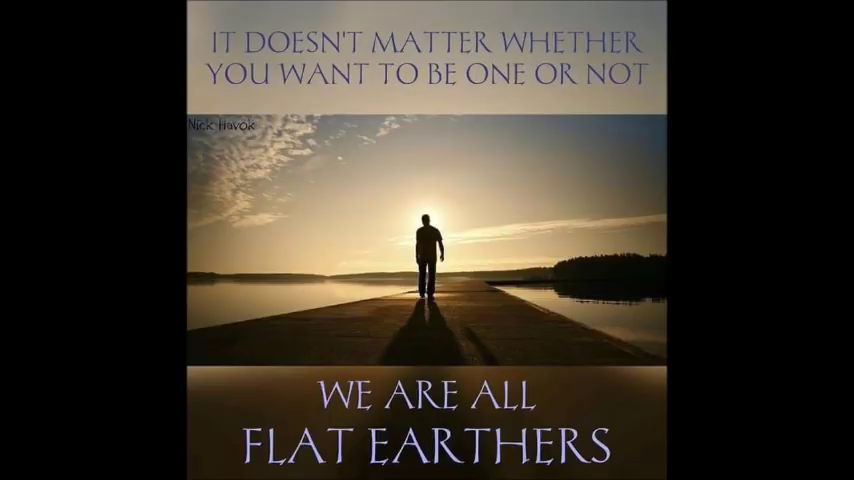 IT DOESN'T MATTER WHETHER
YOU WANT TO BE ONE OR NOT
Nick Havok
WE ARE ALL
FLAT EARTHERS